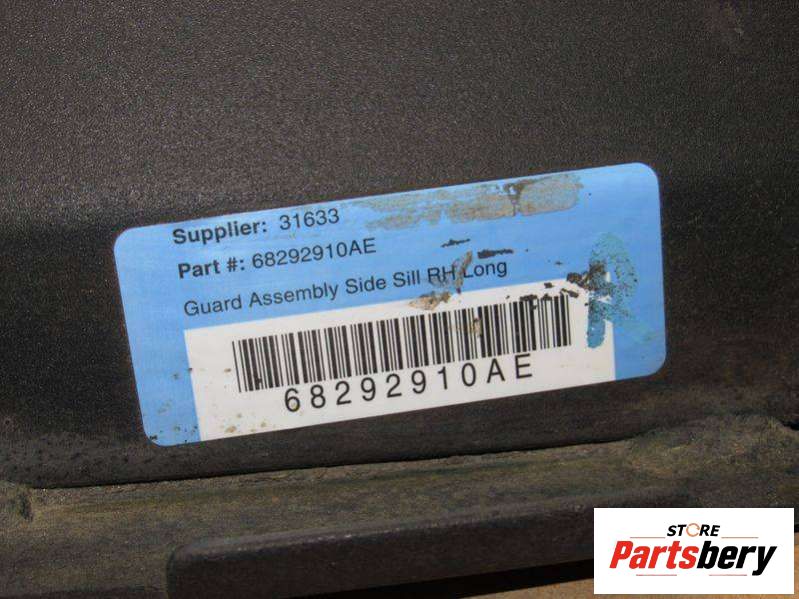 Supplier: 31633
Part #: 68292910AE
Guard Assembly Side Sill RH Long
68292910AE
R
STORE
Partsbery